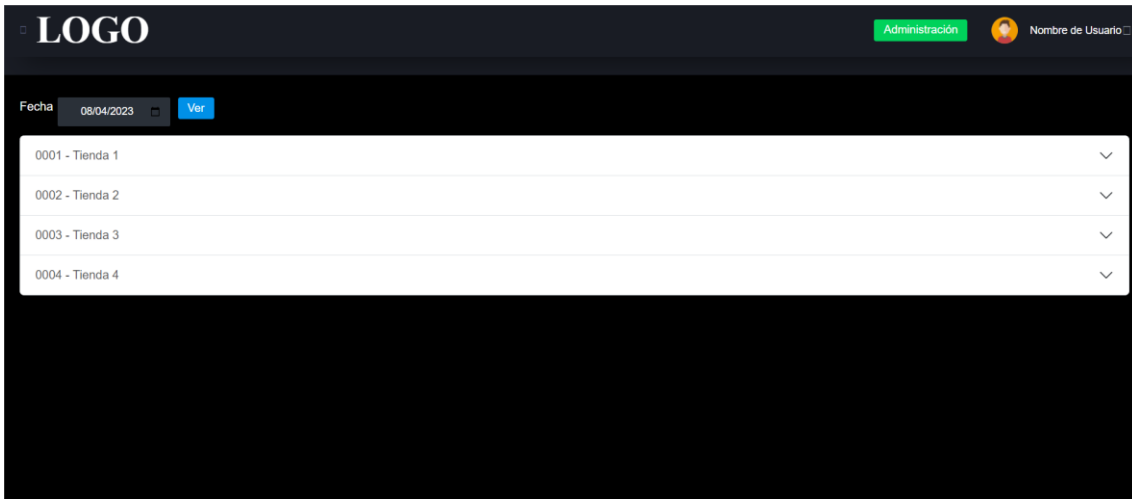 LOGO
Administración
Nombre de Usuario
Fecha 08/04/2023 Ver
0001 - Tienda 1
0002 - Tienda 2
0003 - Tienda 3
0004 - Tienda 4